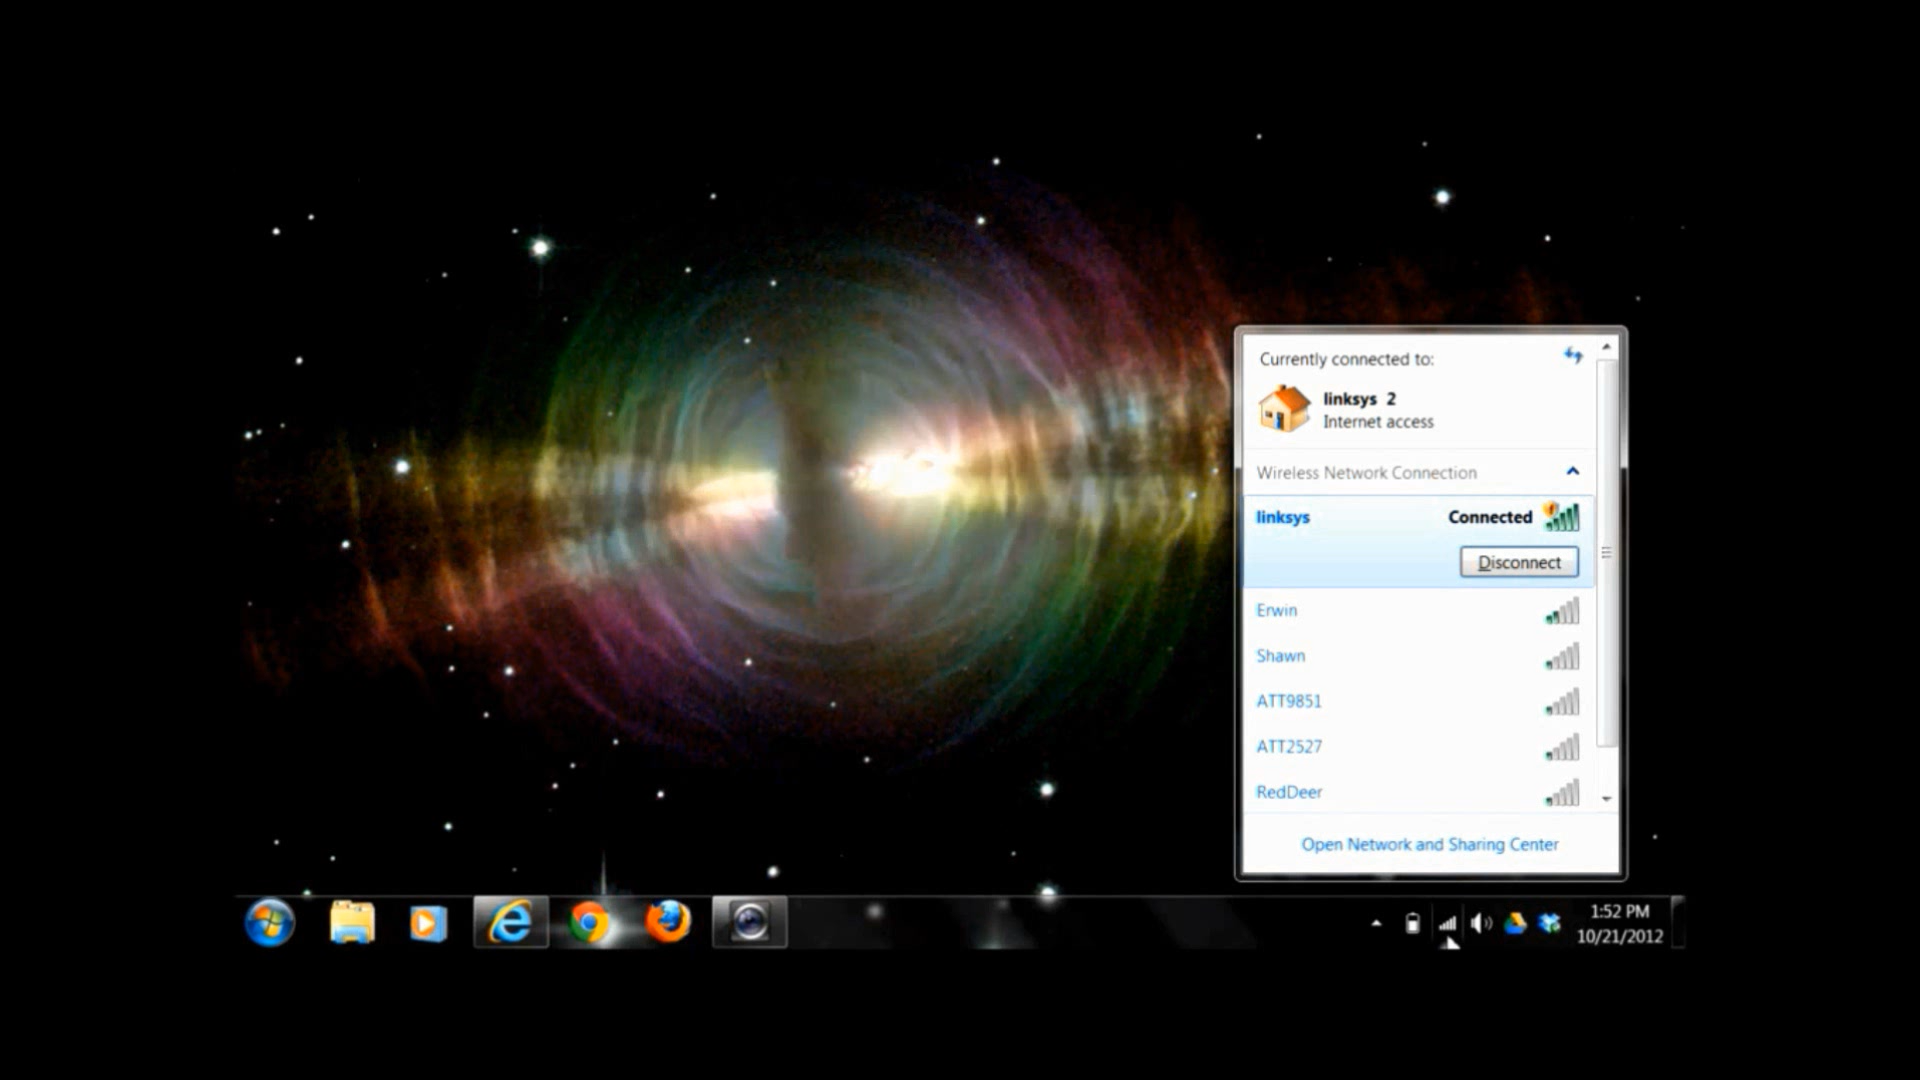 Currently connected to:
linksys 2
Internet access
Wireless Network Connection
linksys Connected
Disconnect
Erwin
Shawn
ATT9851
ATT2527
RedDeer
Open Network and Sharing Center
1:52 PM
10/21/2012